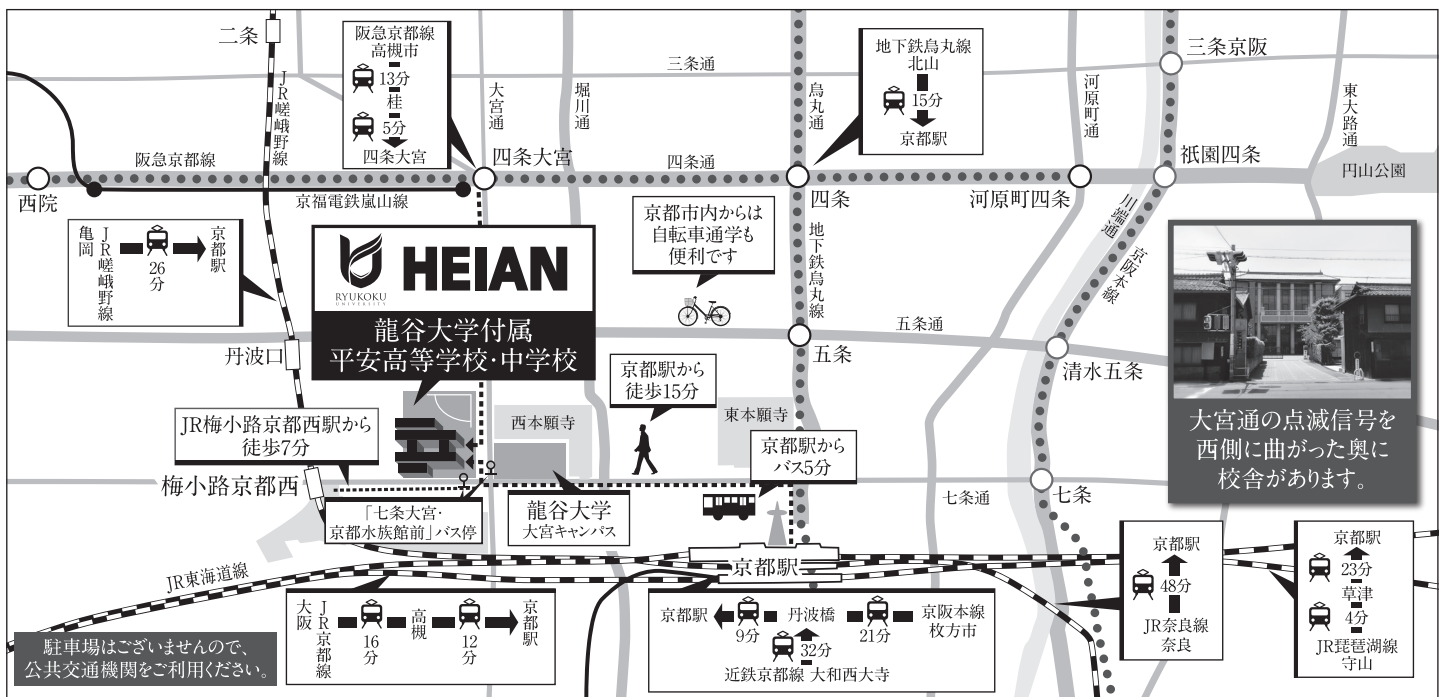 二条
JR嵯峨野線
阪急京都線
高槻市
13分
桂
5分
四条大宮
大宮通
堀川通
三条通
烏丸通
地下鉄烏丸線
北山
15分
京都駅
河原町通
三条京阪
東大路通
西院
阪急京都線
京福電鉄嵐山線
四条大宮
四条通
四条
河原町四条
祇園四条
円山公園
亀岡
JR嵯峨野線
26分
京都駅
RYUKOKU
UNIVERSITY
HEIAN
龍谷大学付属
平安高等学校・中学校
京都市内からは
自転車通学も
便利です
地下鉄烏丸線
川端通
京阪本線
丹波口
五条通
五条
清水五条
JR梅小路京都西駅から
徒歩7分
西本願寺
京都駅から
徒歩15分
東本願寺
京都駅から
バス5分
大宮通の点滅信号を
西側に曲がった奥に
校舎があります。
梅小路京都西
「七条大宮・
京都水族館前」バス停
龍谷大学
大宮キャンパス
七条通
七条
京都駅
JR東海道線
大阪
JR京都線
16分
高槻
12分
京都駅
京都駅
9分
丹波橋
21分
京阪本線
枚方市
32分
近鉄京都線 大和西大寺
京都駅
48分
JR奈良線
奈良
京都駅
23分
草津
4分
JR琵琶湖線
守山
駐車場はございませんので、
公共交通機関をご利用ください。